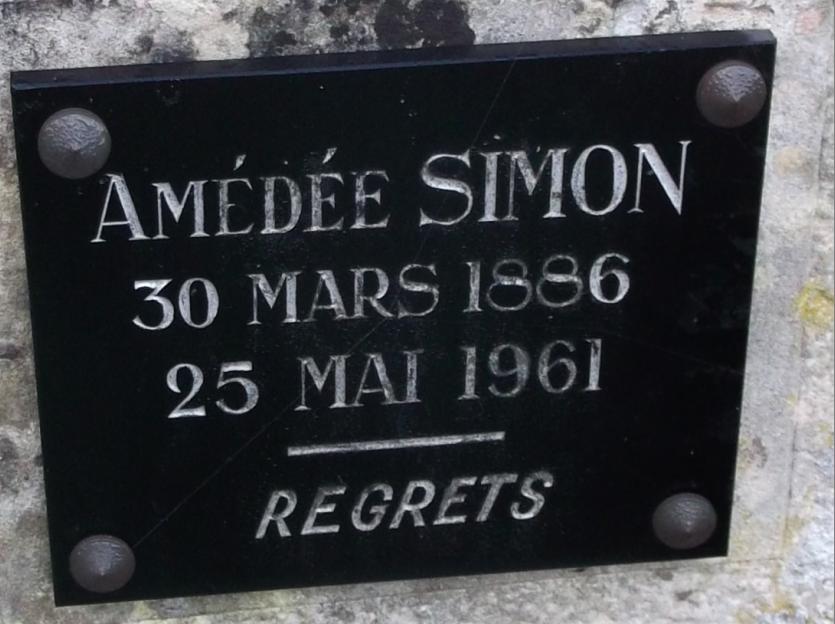 AMÉDÉE SIMON
30 MARS 1886
25 MAI 1961
REGRETS